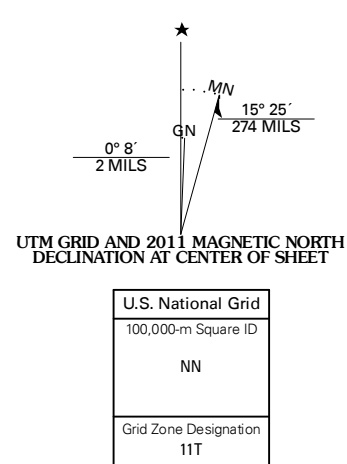 ★
MN
15° 25´
274 MILS
GN
0° 8´
2 MILS
UTM GRID AND 2011 MAGNETIC NORTH
DECLINATION AT CENTER OF SHEET
U.S. National Grid
100,000-m Square ID
NN
Grid Zone Designation
11T